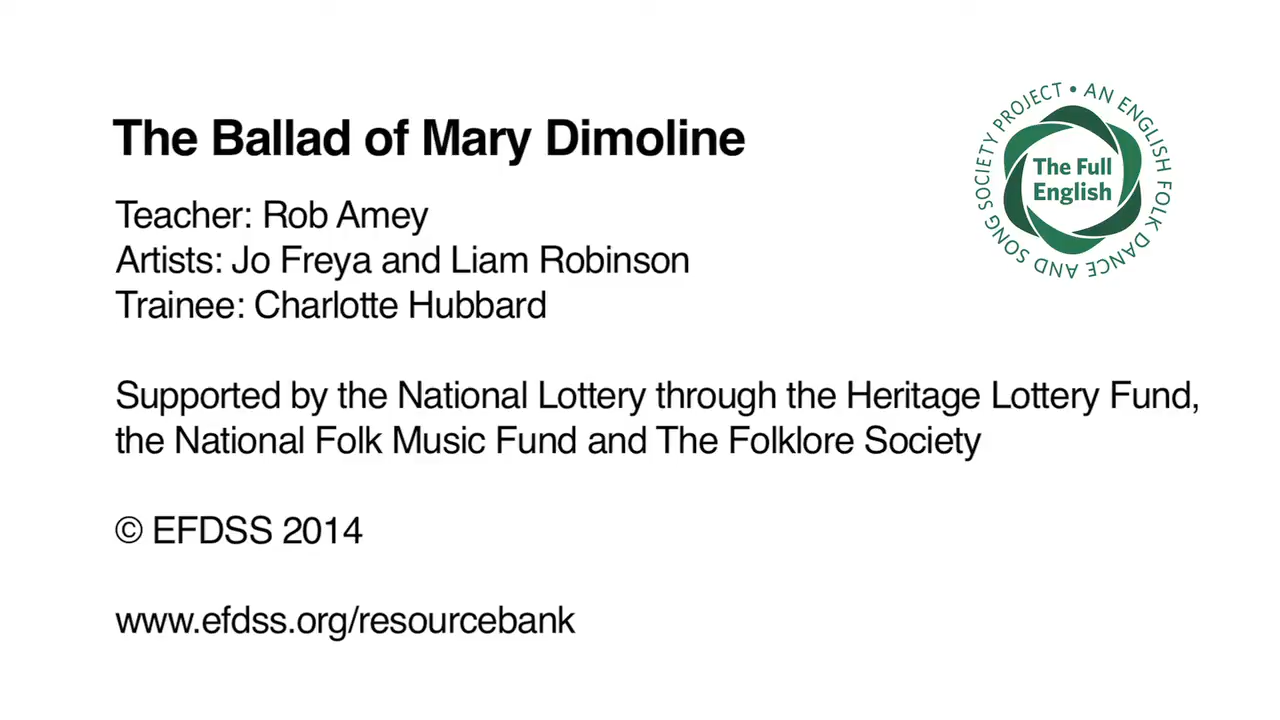 The Ballad of Mary Dimoline
Teacher: Rob Amey
Artists: Jo Freya and Liam Robinson
Trainee: Charlotte Hubbard
Supported by the National Lottery through the Heritage Lottery Fund,
the National Folk Music Fund and The Folklore Society
© EFDSS 2014
www.efdss.org/resourcebank
The Full
English
• AN ENGLISH FOLK DANCE AND SONG SOCIETY PROJECT